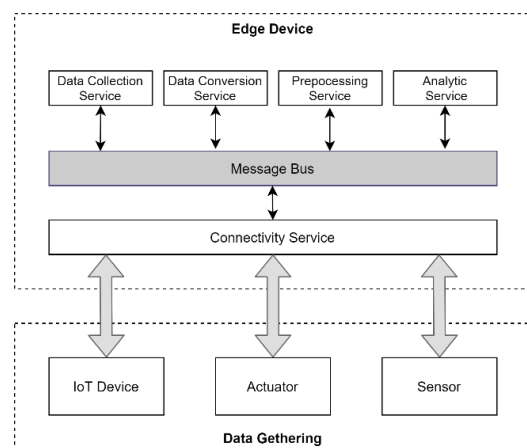 Edge Device
Data Collection
Service
Data Conversion
Service
Prepocessing
Service
Analytic
Service
Message Bus
Connectivity Service
IoT Device
Actuator
Sensor
Data Gethering